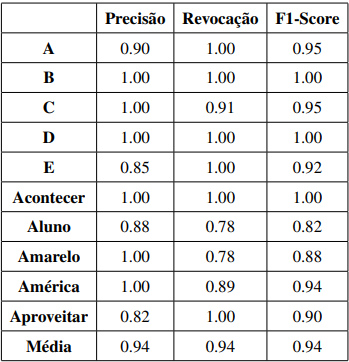 Precisão Revocação F1-Score
A 0.90 1.00 0.95
B 1.00 1.00 1.00
C 1.00 0.91 0.95
D 1.00 1.00 1.00
E 0.85 1.00 0.92
Acontecer 1.00 1.00 1.00
Aluno 0.88 0.78 0.82
Amarelo 1.00 0.78 0.88
América 1.00 0.89 0.94
Aproveitar 0.82 1.00 0.90
Média 0.94 0.94 0.94